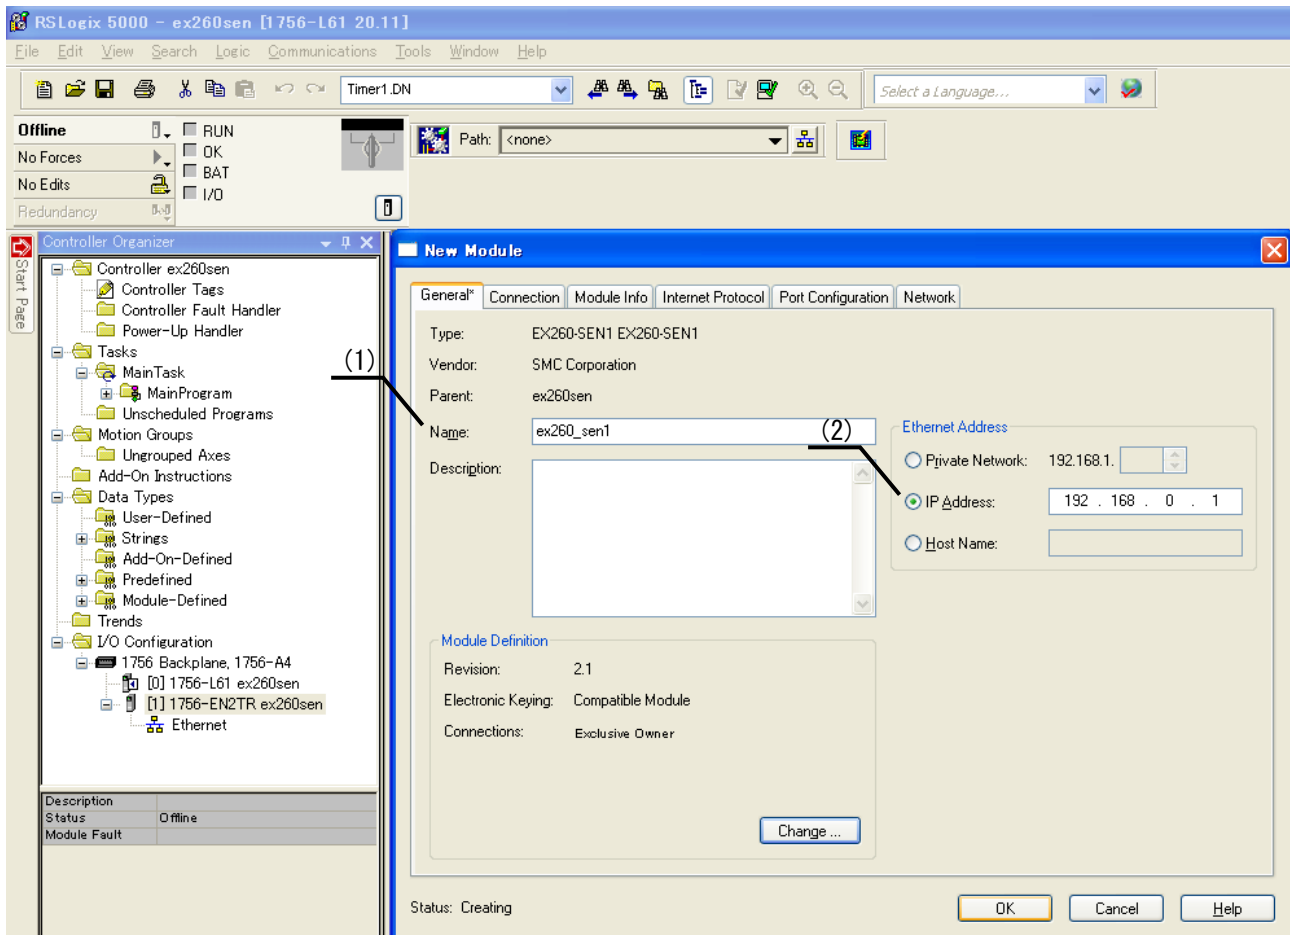 RSLogix 5000 - ex260sen [1756-L61 20.11]
File Edit View Search Logic Communications Tools Window Help
Timer1.DN
Select a Language...
Offline
RUN
No Forces
OK
No Edits
BAT
Redundancy
I/O
Path: <none>
Start Page
Controller Organizer
Controller ex260sen
Controller Tags
Controller Fault Handler
Power-Up Handler
Tasks
MainTask
MainProgram
Unscheduled Programs
Motion Groups
Ungrouped Axes
Add-On Instructions
Data Types
User-Defined
Strings
Add-On-Defined
Predefined
Module-Defined
Trends
I/O Configuration
1756 Backplane, 1756-A4
[0] 1756-L61 ex260sen
[1] 1756-EN2TR ex260sen
Ethernet
Description
Status Offline
Module Fault
New Module
General* Connection Module Info Internet Protocol Port Configuration Network
Type: EX260-SEN1 EX260-SEN1
Vendor: SMC Corporation
Parent: ex260sen
(1)
Name: ex260_sen1
Description:
(2)
Ethernet Address
Private Network: 192.168.1.
IP Address: 192 . 168 . 0 . 1
Host Name:
Module Definition
Revision: 2.1
Electronic Keying: Compatible Module
Connections: Exclusive Owner
Change ...
Status: Creating
OK Cancel Help